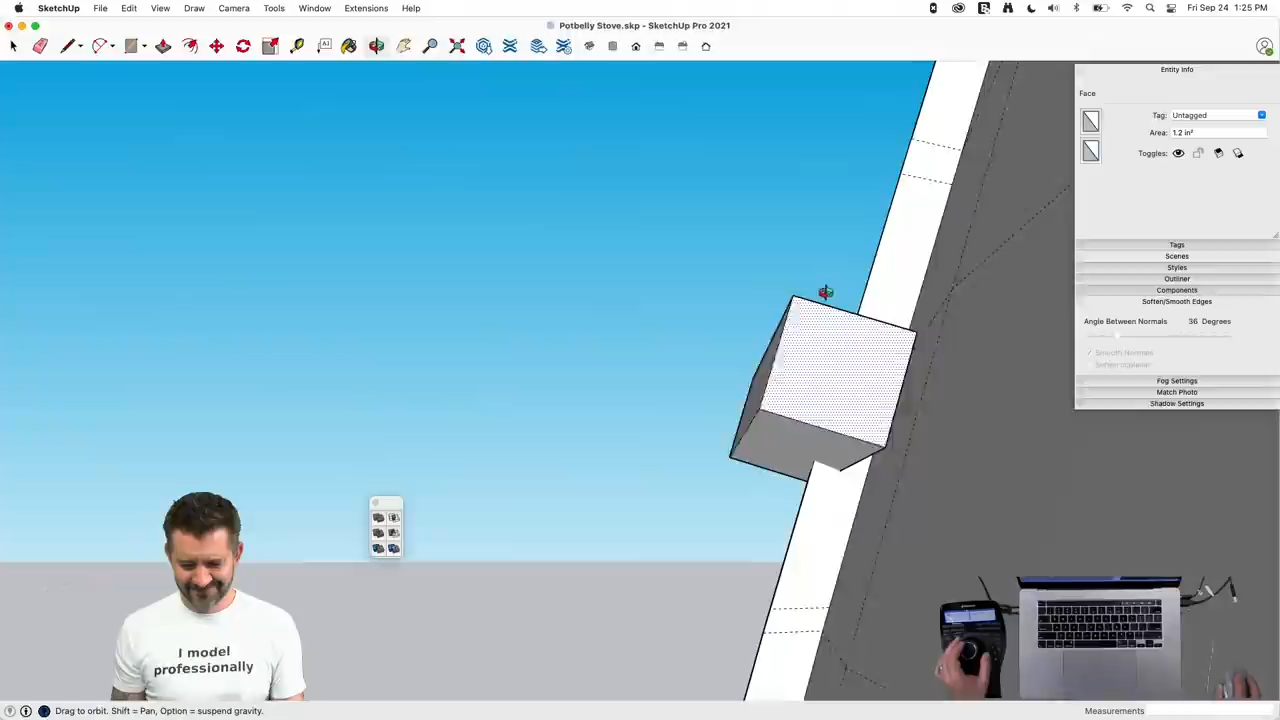 SketchUp File Edit View Draw Camera Tools Window Extensions Help Fri Sep 24 1:25 PM
Potbelly Stove.skp - SketchUp Pro 2021
Entity Info
Face
Tag: Untagged
Area: 1.2 in²
Toggles:
Tags
Scenes
Styles
Outliner
Components
Soften/Smooth Edges
Angle Between Normals 36 Degrees
Smooth Normals
Soften coplanar
Fog Settings
Match Photo
Shadow Settings
I model
professionally
Drag to orbit. Shift = Pan, Option = suspend gravity.
Measurements